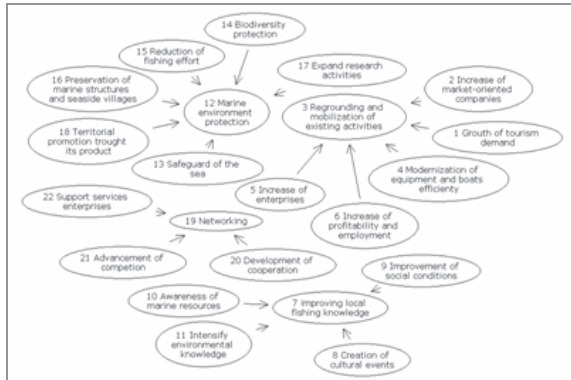 14 Biodiversity
protection
15 Reduction of
fishing effort
17 Expand research
activities
16 Preservation of
marine structures
and seaside villages
2 Increase of
market-oriented
companies
12 Marine
environment
protection
3 Regrounding and
mobilization of
existing activities
18 Territorial
promotion trought
its product
1 Grouth of tourism
demand
13 Safeguard of the
sea
4 Modernization of
equipment and boats
efficienty
5 Increase of
enterprises
22 Support services
enterprises
6 Increase of
profitability and
employment
19 Networking
21 Advancement of
competion
20 Development of
cooperation
9 Improvement of
social conditions
10 Awareness of
marine resources
7 improving local
fishing knowledge
11 Intensify
environmental
knowledge
8 Creation of
cultural events